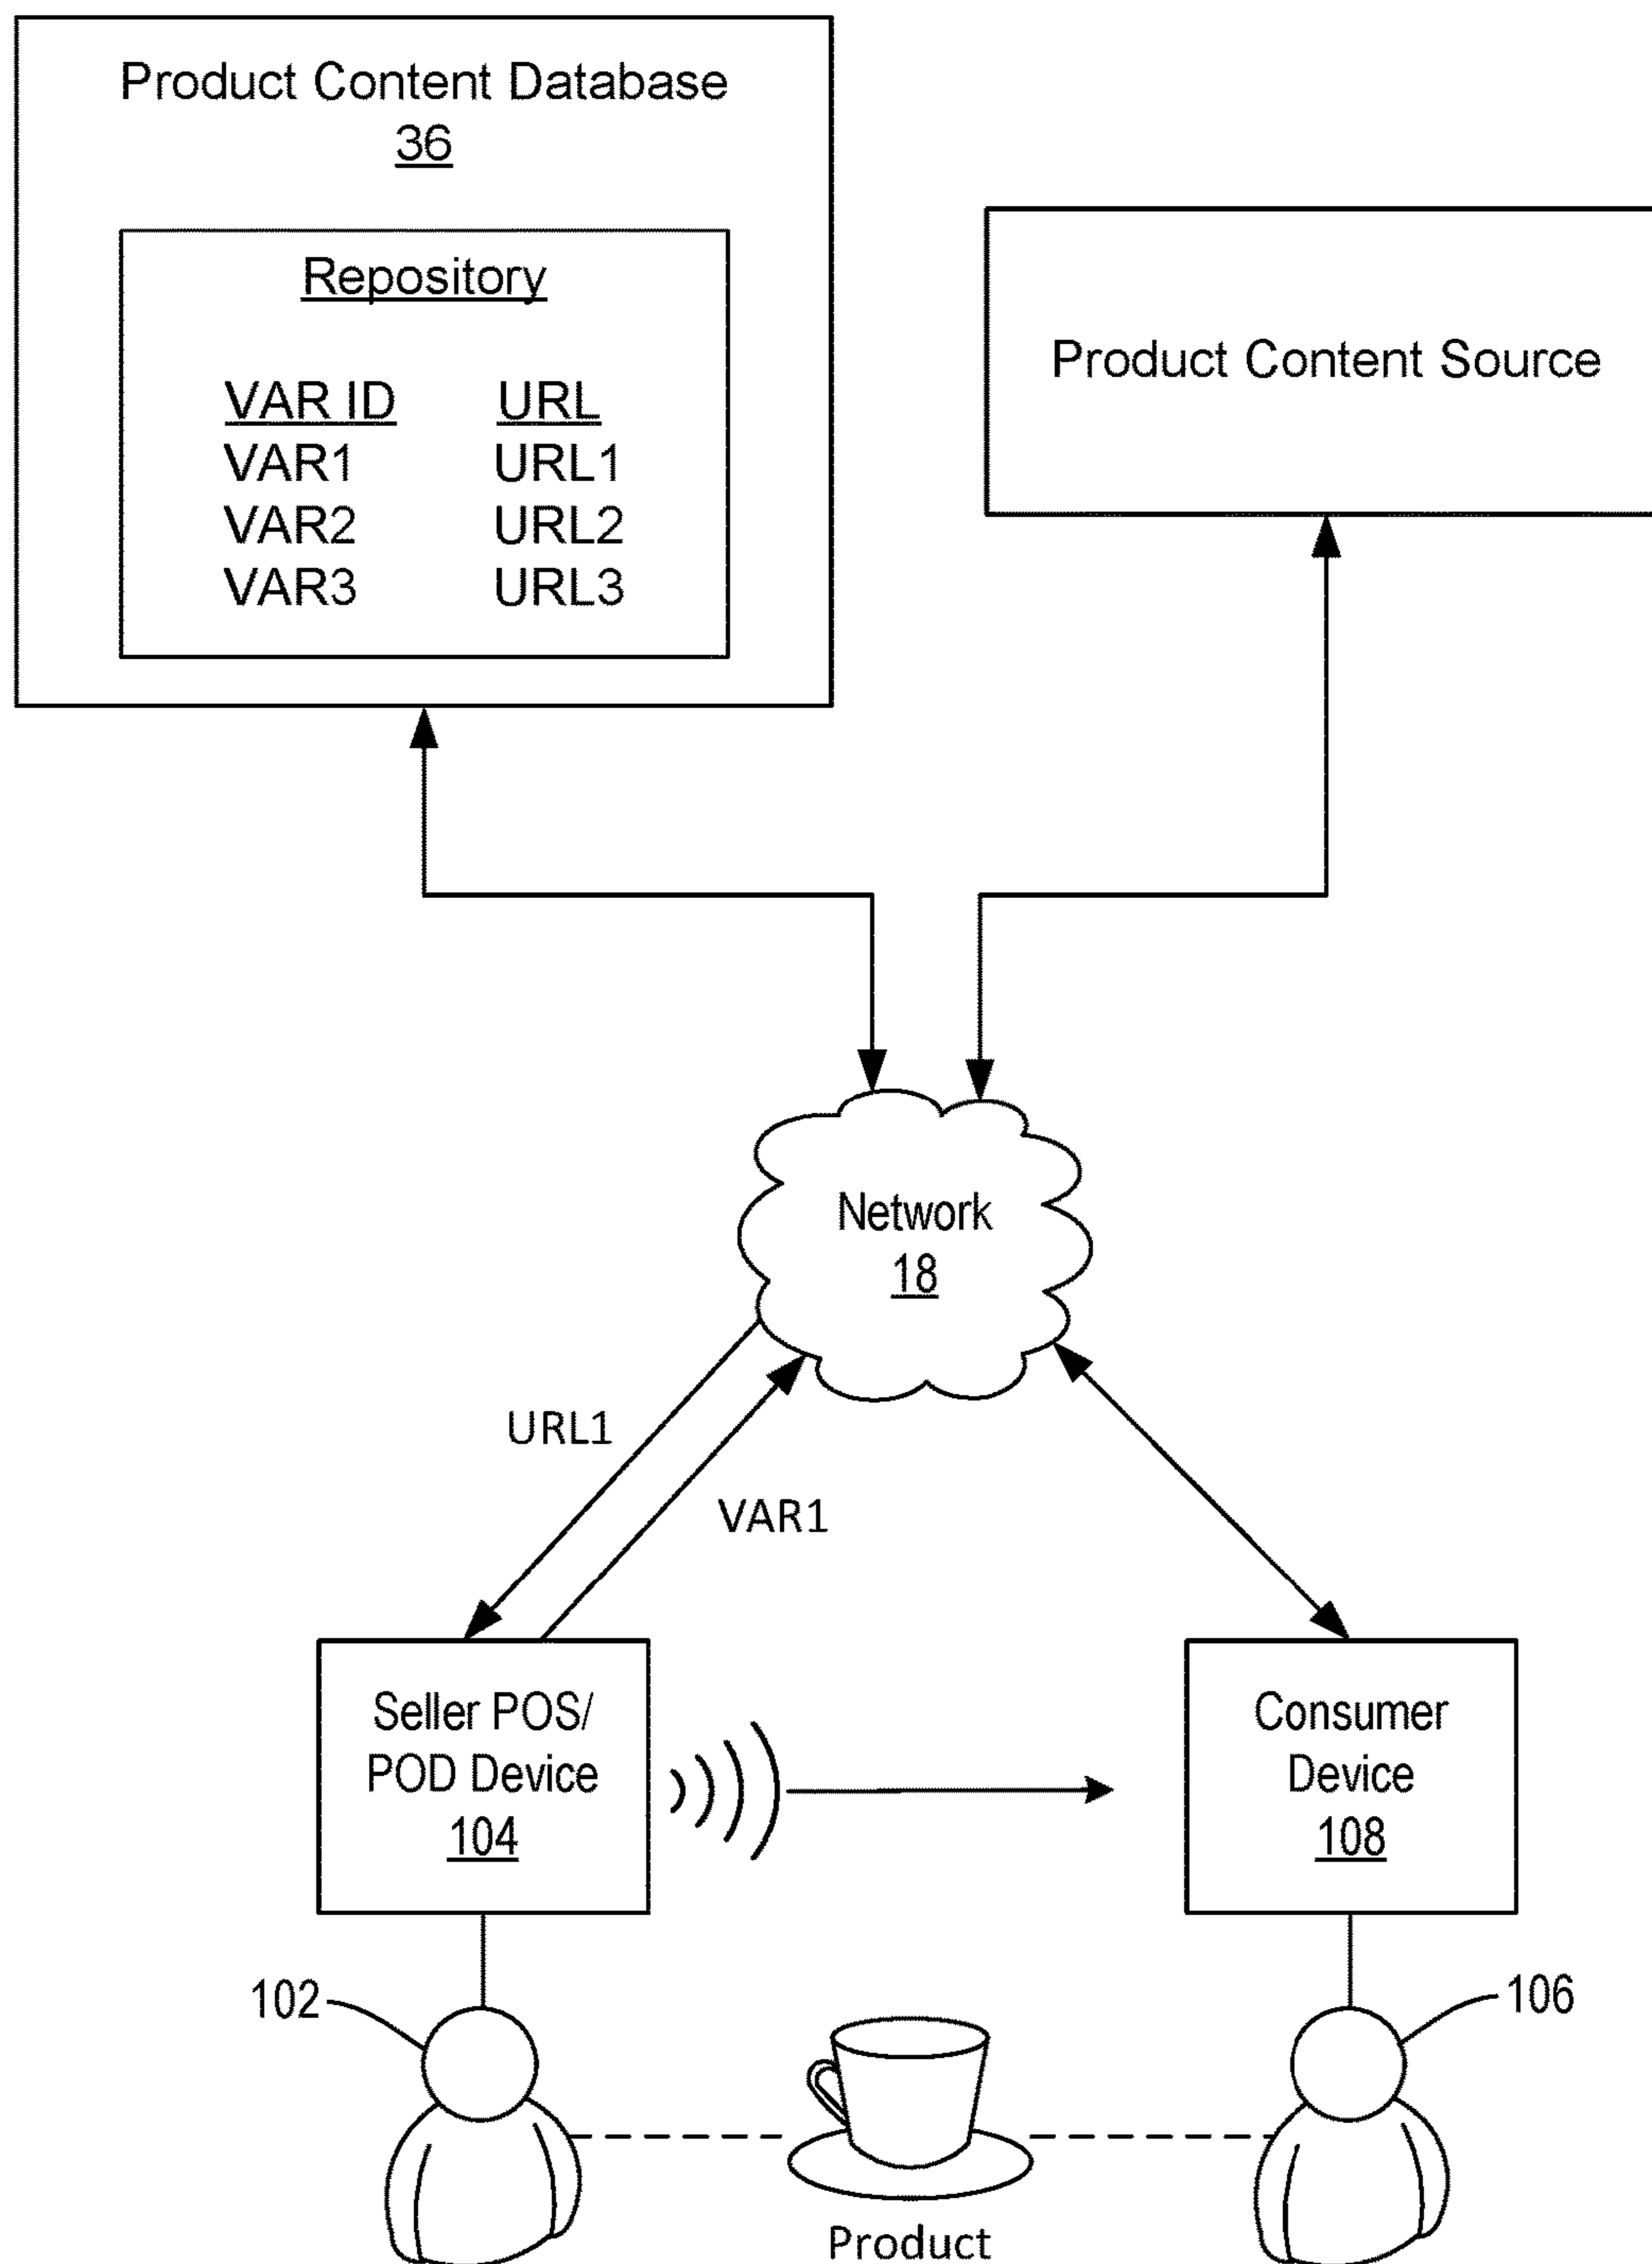 Product Content Database
36
Repository
VAR ID URL
VAR1 URL1
VAR2 URL2
VAR3 URL3
Product Content Source
Network
18
URL1
VAR1
Seller POS/
POD Device
104
Consumer
Device
108
102
106
Product